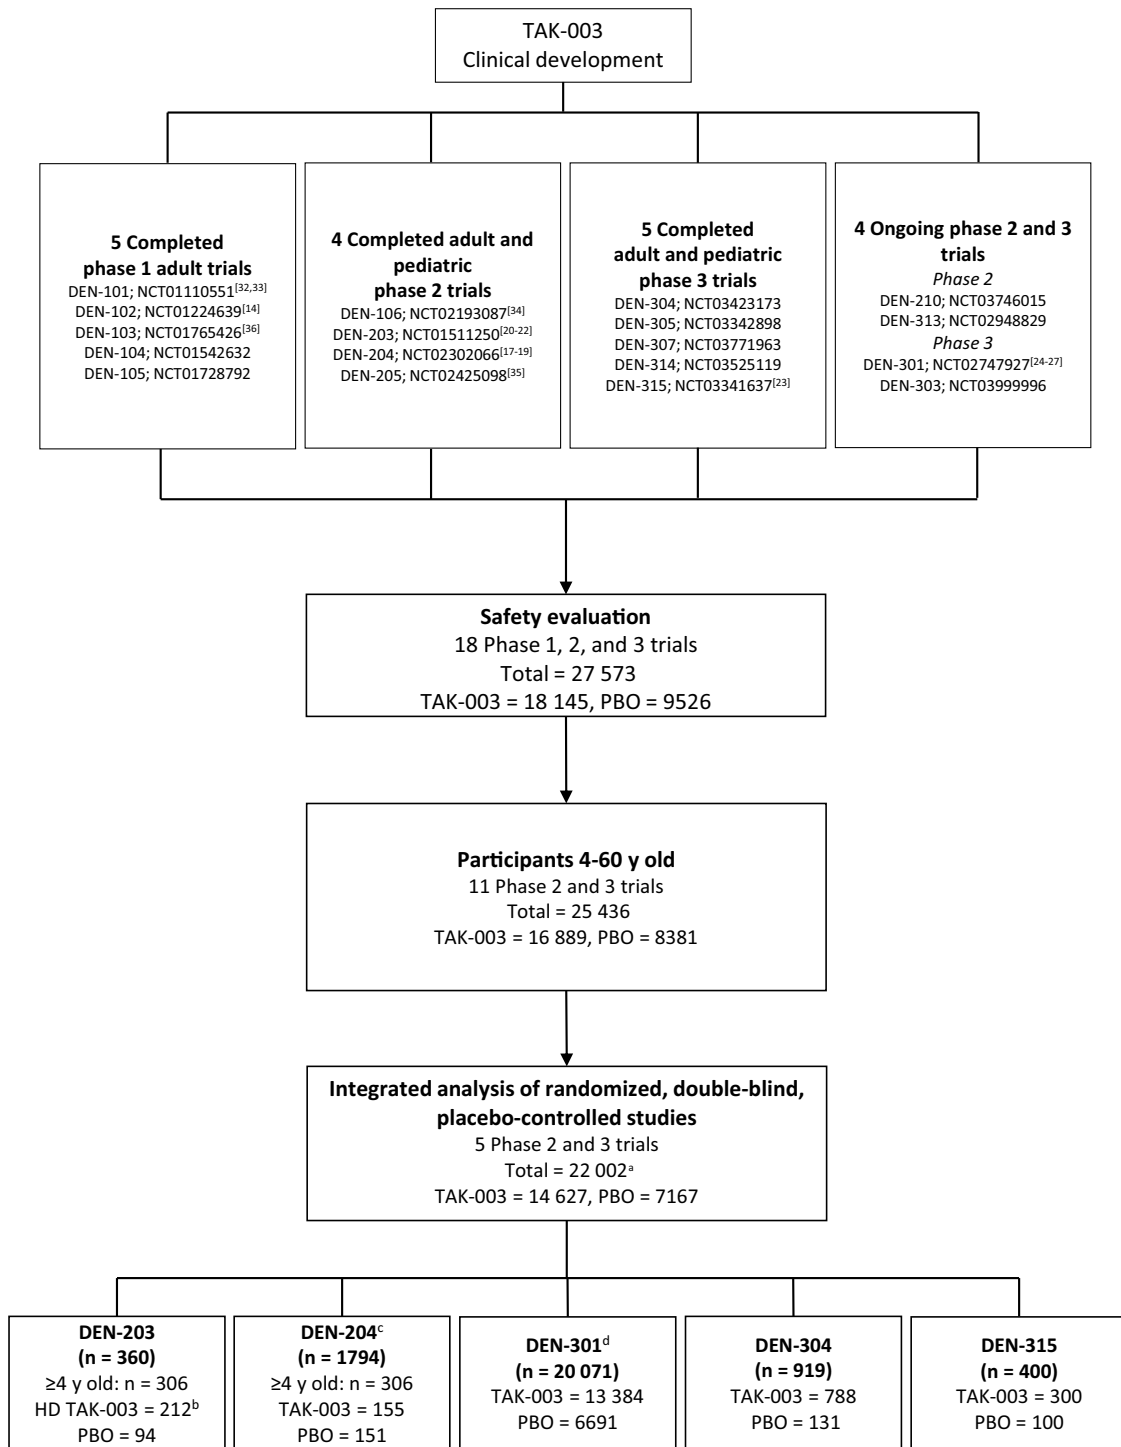 TAK-003
Clinical development
5 Completed
phase 1 adult trials
DEN-101; NCT01110551[32,33]
DEN-102; NCT01224639[14]
DEN-103; NCT01765426[36]
DEN-104; NCT01542632
DEN-105; NCT01728792
4 Completed adult and
pediatric
phase 2 trials
DEN-106; NCT02193087[34]
DEN-203; NCT01511250[20-22]
DEN-204; NCT02302066[17-19]
DEN-205; NCT02425098[35]
5 Completed
adult and pediatric
phase 3 trials
DEN-304; NCT03423173
DEN-305; NCT03342898
DEN-307; NCT03771963
DEN-314; NCT03525119
DEN-315; NCT03341637[23]
4 Ongoing phase 2 and 3
trials
Phase 2
DEN-210; NCT03746015
DEN-313; NCT02948829
Phase 3
DEN-301; NCT02747927[24-27]
DEN-303; NCT03999996
Safety evaluation
18 Phase 1, 2, and 3 trials
Total = 27 573
TAK-003 = 18 145, PBO = 9526
Participants 4-60 y old
11 Phase 2 and 3 trials
Total = 25 436
TAK-003 = 16 889, PBO = 8381
Integrated analysis of randomized, double-blind,
placebo-controlled studies
5 Phase 2 and 3 trials
Total = 22 002a
TAK-003 = 14 627, PBO = 7167
DEN-203
(n = 360)
≥4 y old: n = 306
HD TAK-003 = 212b
PBO = 94
DEN-204c
(n = 1794)
≥4 y old: n = 306
TAK-003 = 155
PBO = 151
DEN-301d
(n = 20 071)
TAK-003 = 13 384
PBO = 6691
DEN-304
(n = 919)
TAK-003 = 788
PBO = 131
DEN-315
(n = 400)
TAK-003 = 300
PBO = 100